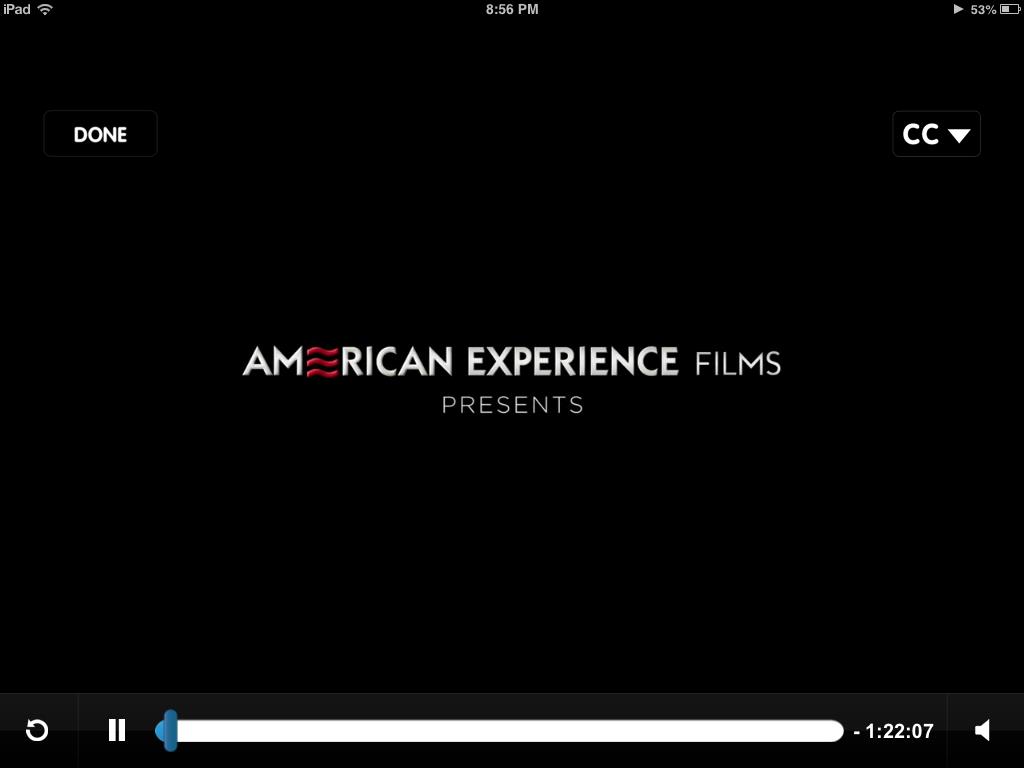 iPad 8:56 PM 53%
DONE CC
AMERICAN EXPERIENCE FILMS
PRESENTS
- 1:22:07